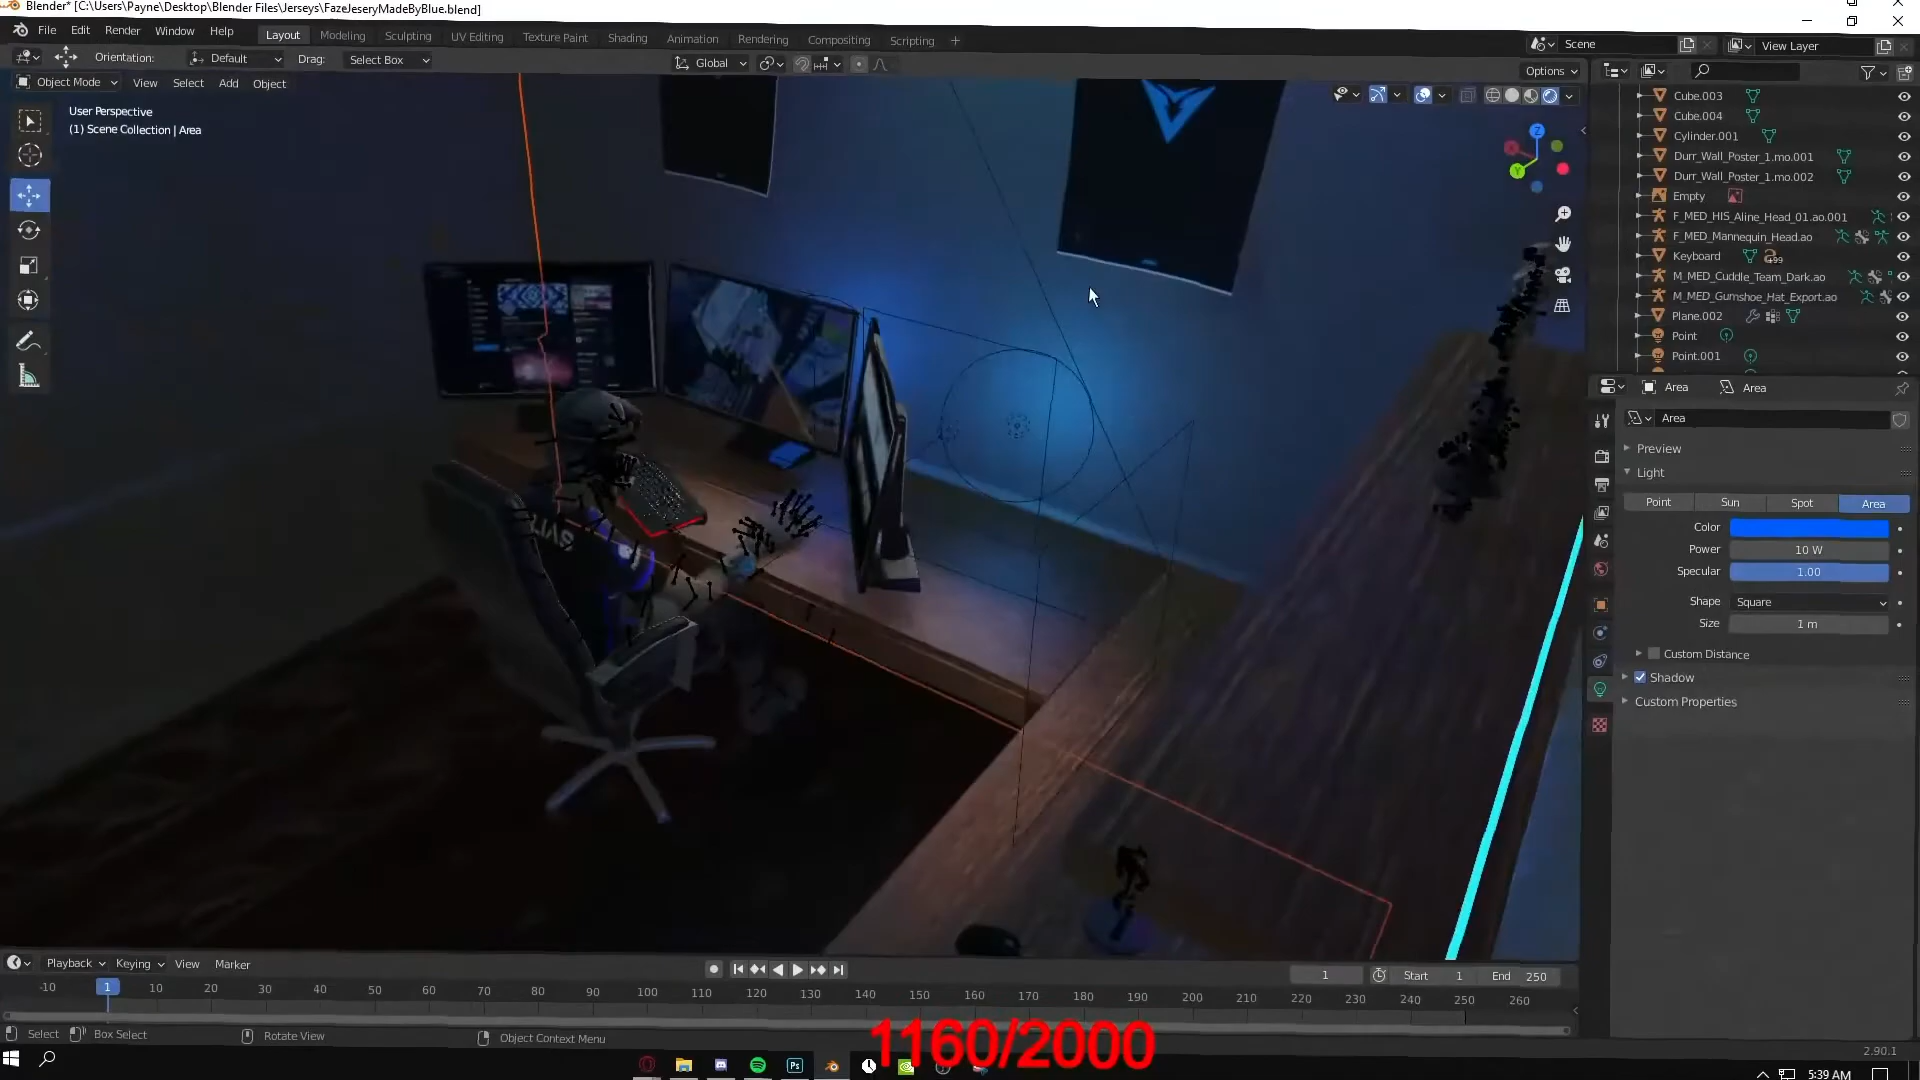 Blender* [C:\Users\Payne\Desktop\Blender Files\Jerseys\FazeJeseryMadeByBlue.blend]
File Edit Render Window Help Layout Modeling Sculpting UV Editing Texture Paint Shading Animation Rendering Compositing Scripting + Scene View Layer
Orientation: Default Drag: Select Box Global Options
Object Mode View Select Add Object
User Perspective
(1) Scene Collection | Area
Z
Y
Cube.003
Cube.004
Cylinder.001
Durr_Wall_Poster_1.mo.001
Durr_Wall_Poster_1.mo.002
Empty
F_MED_HIS_Aline_Head_01.ao.001
F_MED_Mannequin_Head.ao
Keyboard
M_MED_Cuddle_Team_Dark.ao
M_MED_Gumshoe_Hat_Export.ao
Plane.002
Point
Point.001
Area Area
Area
Preview
Light
Point Sun Spot Area
Color
Power 10 W
Specular 1.00
Shape Square
Size 1 m
Custom Distance
Shadow
Custom Properties
Playback Keying View Marker 1 Start 1 End 250
-10 1 10 20 30 40 50 60 70 80 90 100 110 120 130 140 150 160 170 180 190 200 210 220 230 240 250 260
Select Box Select Rotate View Object Context Menu
1160/2000
2.90.1
Ps
5:39 AM